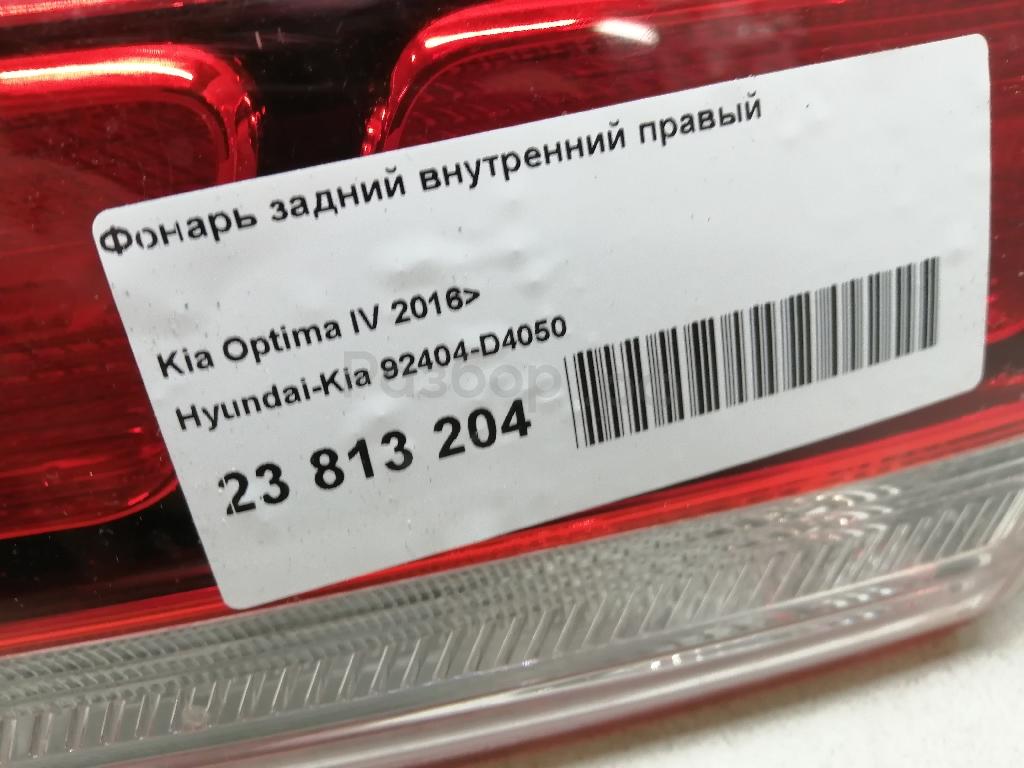 Фонарь задний внутренний правый
Kia Optima IV 2016>
Hyundai-Kia 92404-D4050
23 813 204